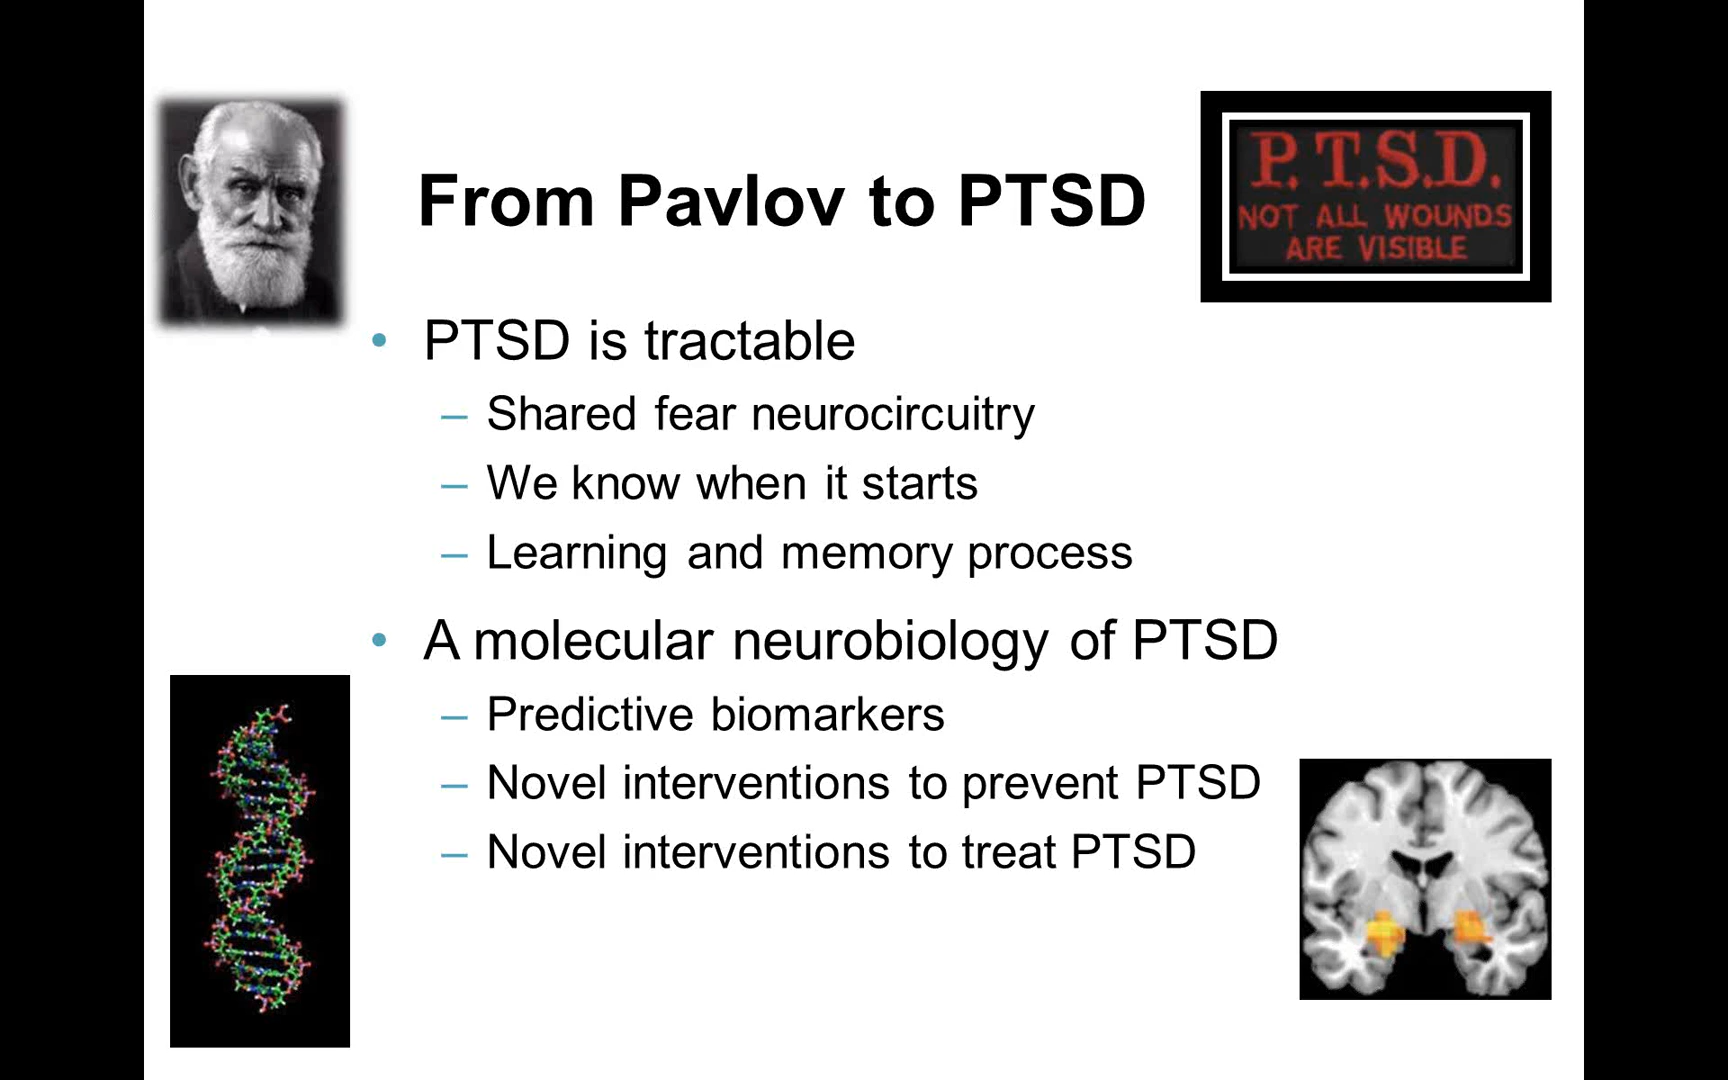 From Pavlov to PTSD
P.T.S.D.
NOT ALL WOUNDS
ARE VISIBLE
• PTSD is tractable
– Shared fear neurocircuitry
– We know when it starts
– Learning and memory process
• A molecular neurobiology of PTSD
– Predictive biomarkers
– Novel interventions to prevent PTSD
– Novel interventions to treat PTSD